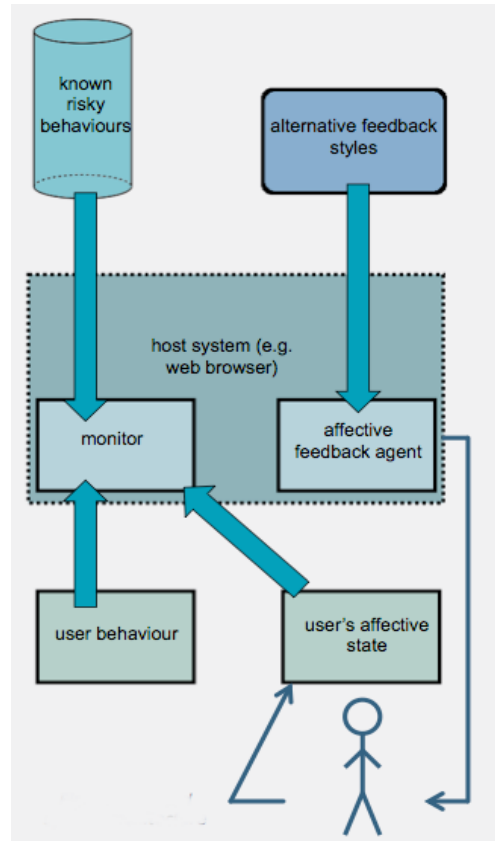 known
risky
behaviours
alternative feedback
styles
host system (e.g.
web browser)
monitor
affective
feedback agent
user behaviour
user's affective
state